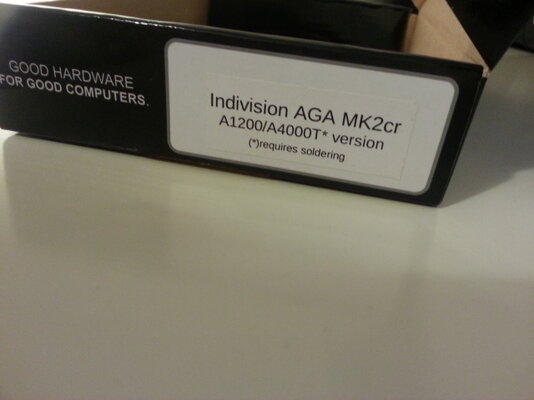 GOOD HARDWARE
FOR GOOD COMPUTERS.
Indivision AGA MK2cr
A1200/A4000T* version
(*)requires soldering